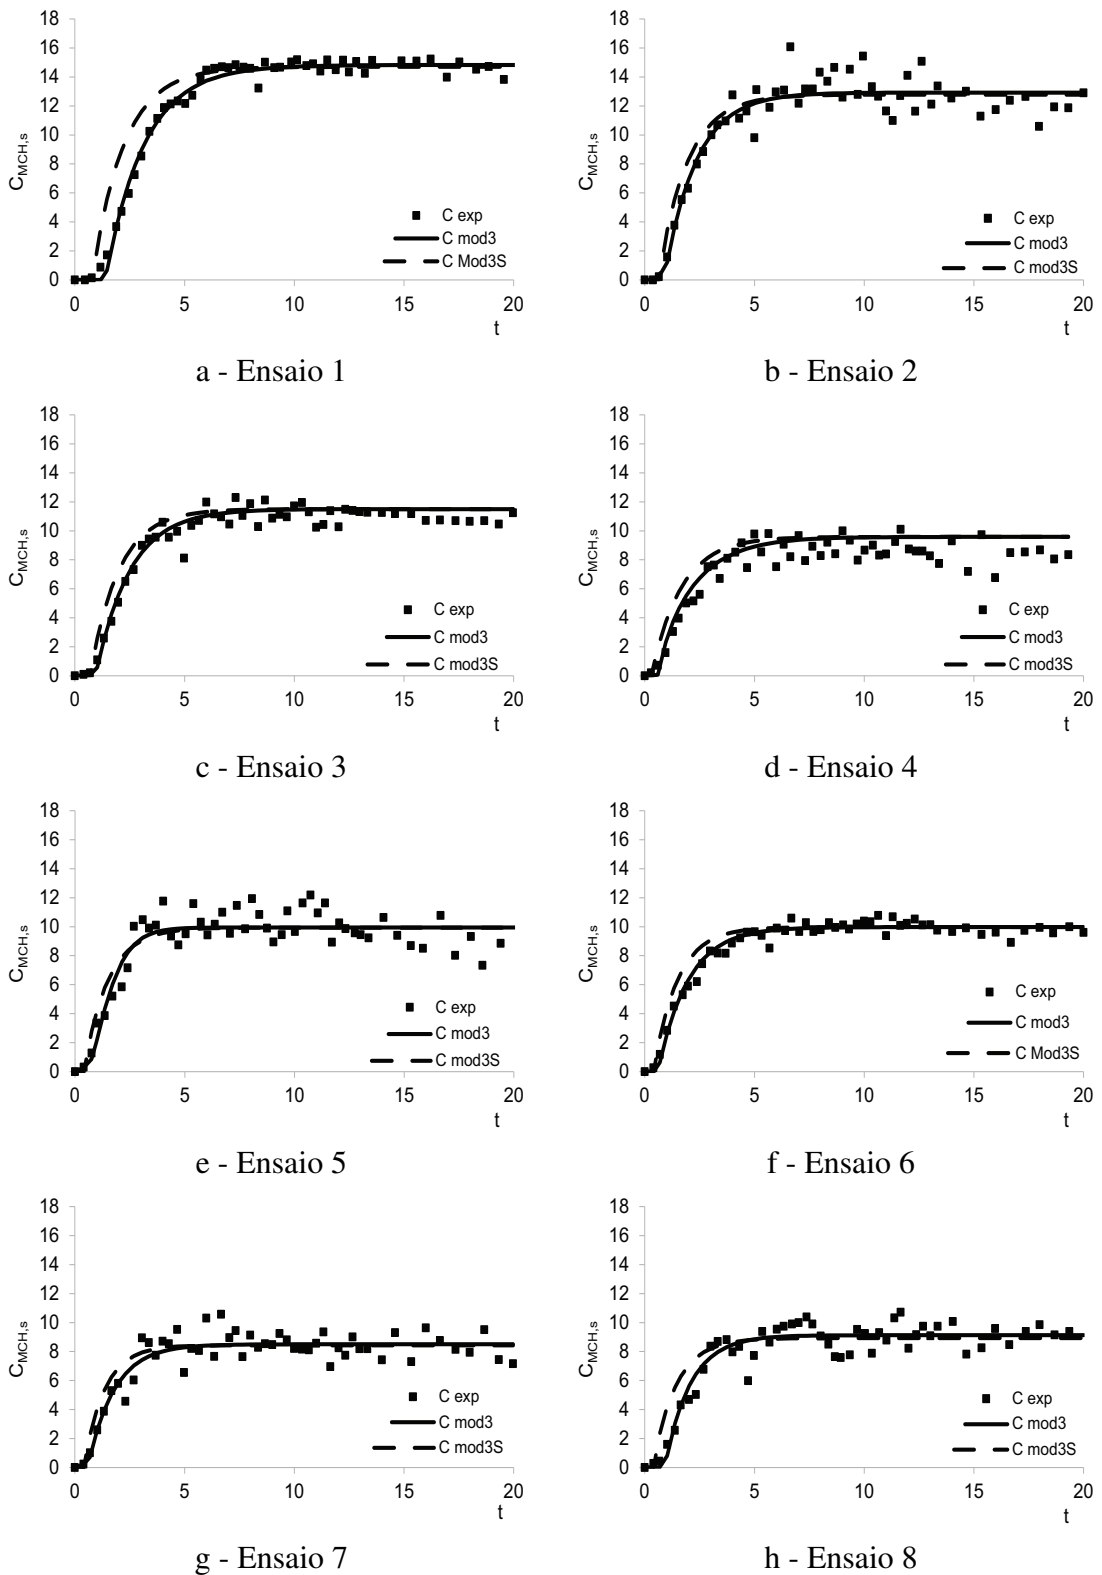 18 18
16 16
14 14
12 12
10 10
8 8
6 6
4 4
2 2
0 0
C_MCH,s C_MCH,s
C exp C exp
C mod3 C mod3
C Mod3S C mod3S
0 5 10 15 20 0 5 10 15 20
t t
a - Ensaio 1 b - Ensaio 2
18 18
16 16
14 14
12 12
10 10
8 8
6 6
4 4
2 2
0 0
C_MCH,s C_MCH,s
C exp C exp
C mod3 C mod3
C mod3S C mod3S
0 5 10 15 20 0 5 10 15 20
t t
c - Ensaio 3 d - Ensaio 4
18 18
16 16
14 14
12 12
10 10
8 8
6 6
4 4
2 2
0 0
C_MCH,s C_MCH,s
C exp C exp
C mod3 C mod3
C mod3S C Mod3S
0 5 10 15 20 0 5 10 15 20
t t
e - Ensaio 5 f - Ensaio 6
18 18
16 16
14 14
12 12
10 10
8 8
6 6
4 4
2 2
0 0
C_MCH,s C_MCH,s
C exp C exp
C mod3 C mod3
C mod3S C mod3S
0 5 10 15 20 0 5 10 15 20
t t
g - Ensaio 7 h - Ensaio 8